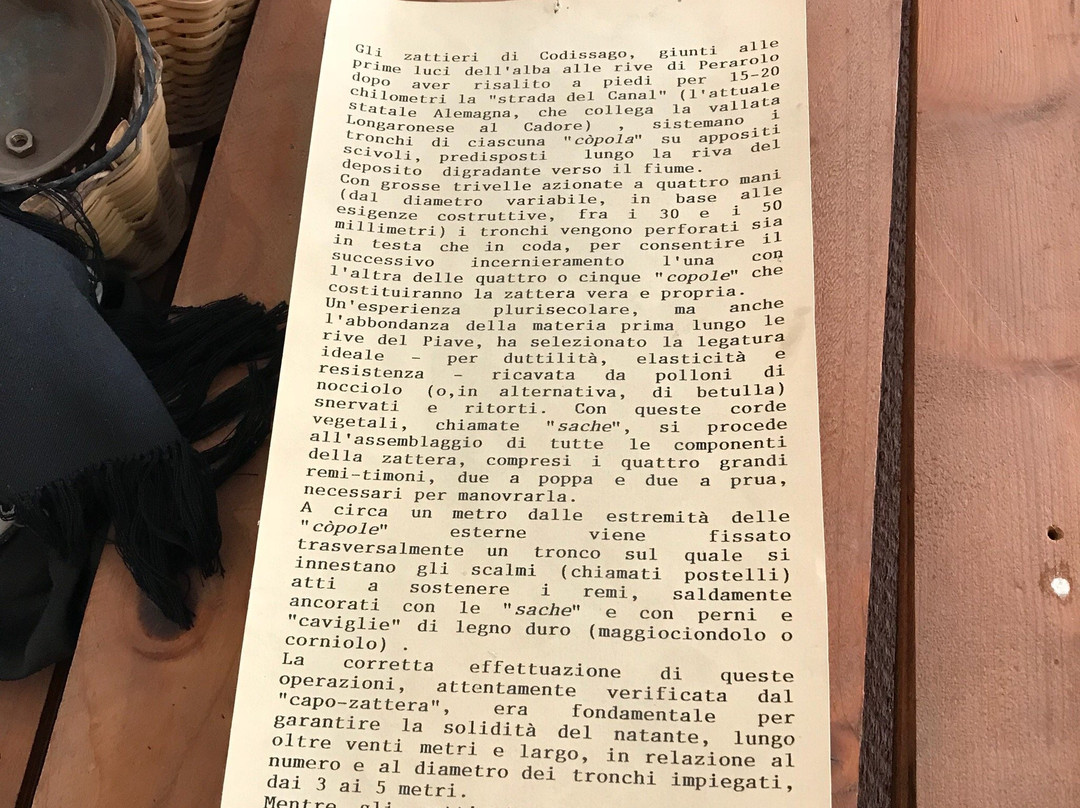 Gli zattieri di Codissago, giunti alle
prime luci dell'alba alle rive di Perarolo
dopo aver risalito a piedi per 15-20
chilometri la "strada del Canal" (l'attuale
statale Alemagna, che collega la vallata
Longaronese al Cadore) , sistemano i
tronchi di ciascuna "còpola" su appositi
scivoli, predisposti lungo la riva del
deposito digradante verso il fiume.
Con grosse trivelle azionate a quattro mani
(dal diametro variabile, in base alle
esigenze costruttive, fra i 30 e i 50
millimetri) i tronchi vengono perforati sia
in testa che in coda, per consentire il
successivo incernieramento l'una con
l'altra delle quattro o cinque "copole" che
costituiranno la zattera vera e propria.
Un'esperienza plurisecolare, ma anche
l'abbondanza della materia prima lungo le
rive del Piave, ha selezionato la legatura
ideale - per duttilità, elasticità e
resistenza - ricavata da polloni di
nocciolo (o,in alternativa, di betulla)
snervati e ritorti. Con queste corde
vegetali, chiamate "sache", si procede
all'assemblaggio di tutte le componenti
della zattera, compresi i quattro grandi
remi-timoni, due a poppa e due a prua,
necessari per manovrarla.
A circa un metro dalle estremità delle
"còpole" esterne viene fissato
trasversalmente un tronco sul quale si
innestano gli scalmi (chiamati postelli)
atti a sostenere i remi, saldamente
ancorati con le "sache" e con perni e
"caviglie" di legno duro (maggiociondolo o
corniolo) .
La corretta effettuazione di queste
operazioni, attentamente verificata dal
"capo-zattera", era fondamentale per
garantire la solidità del natante, lungo
oltre venti metri e largo, in relazione al
numero e al diametro dei tronchi impiegati,
dai 3 ai 5 metri.
Mentre gli